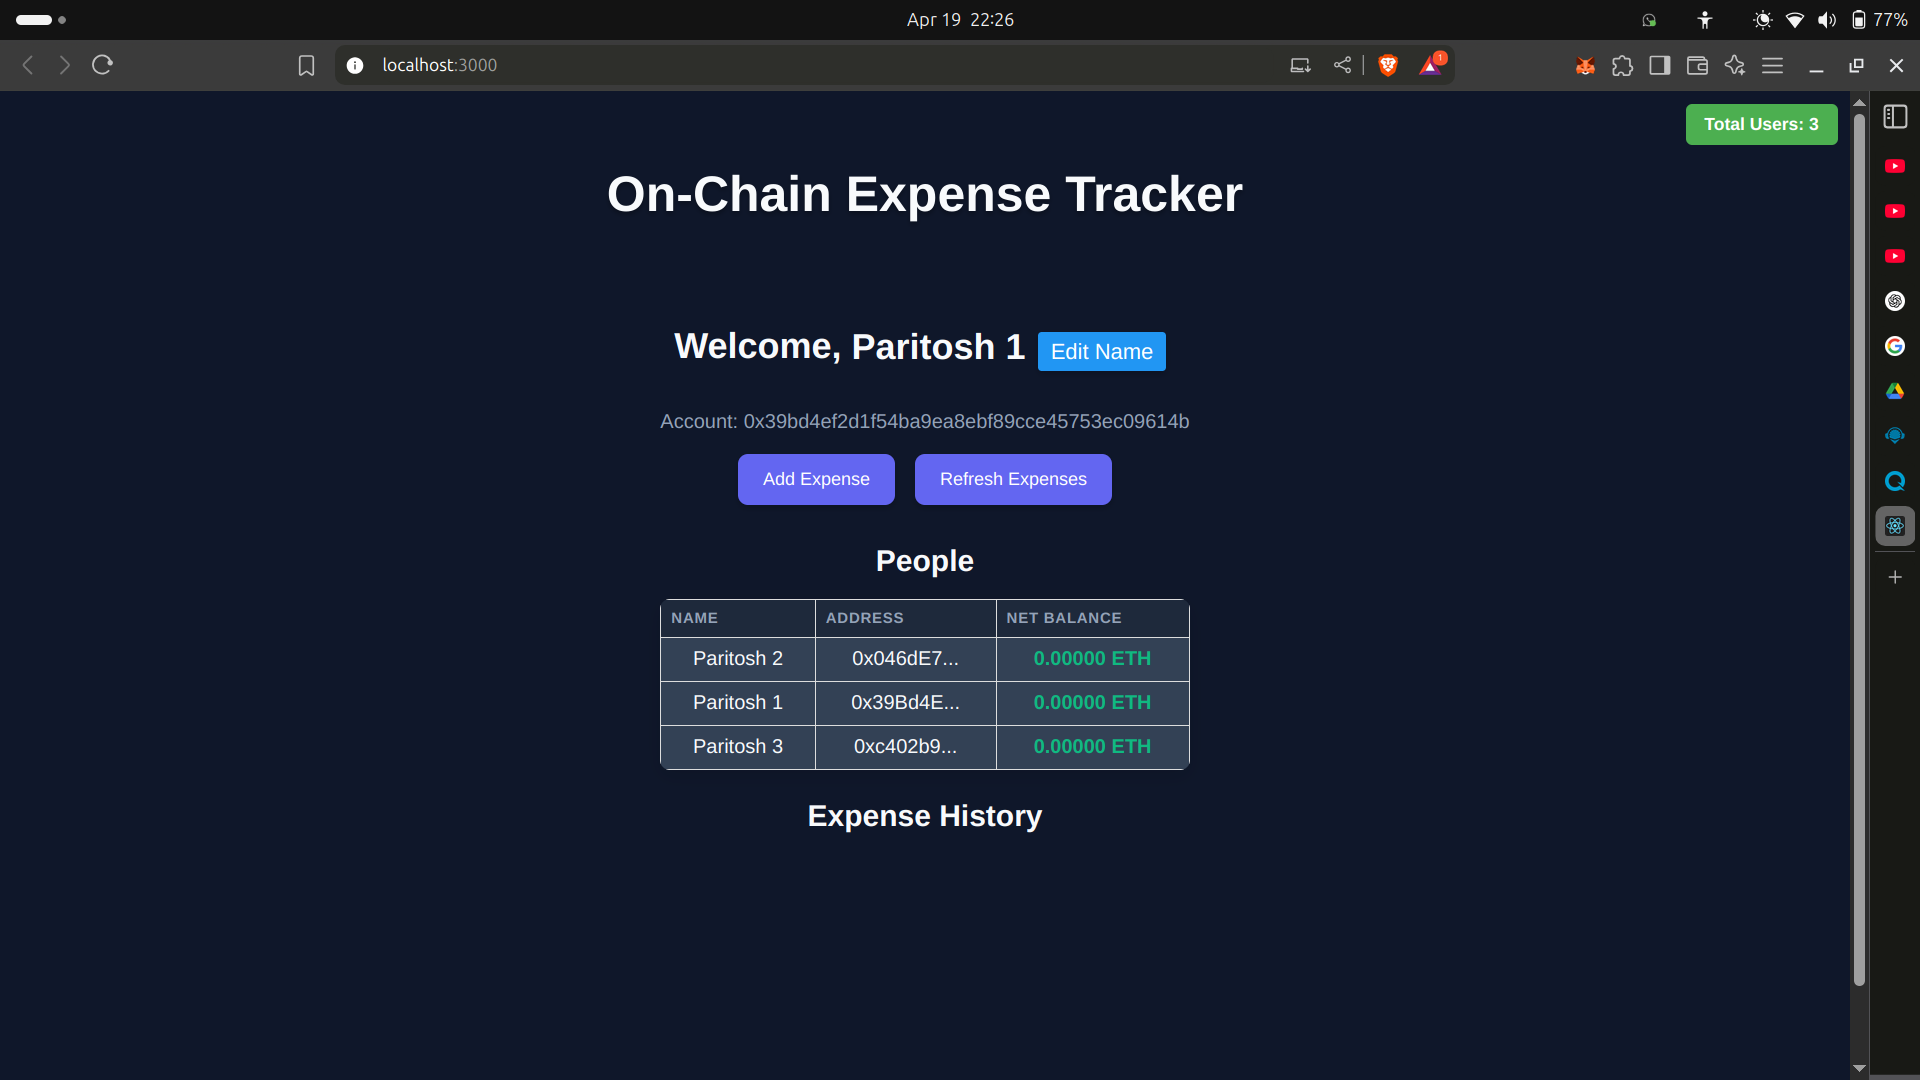 Apr 19 22:26
77%
localhost:3000
1
Total Users: 3
On-Chain Expense Tracker
Welcome, Paritosh 1
Edit Name
Account: 0x39bd4ef2d1f54ba9ea8ebf89cce45753ec09614b
Add Expense
Refresh Expenses
People
NAME ADDRESS NET BALANCE
Paritosh 2 0x046dE7... 0.00000 ETH
Paritosh 1 0x39Bd4E... 0.00000 ETH
Paritosh 3 0xc402b9... 0.00000 ETH
Expense History